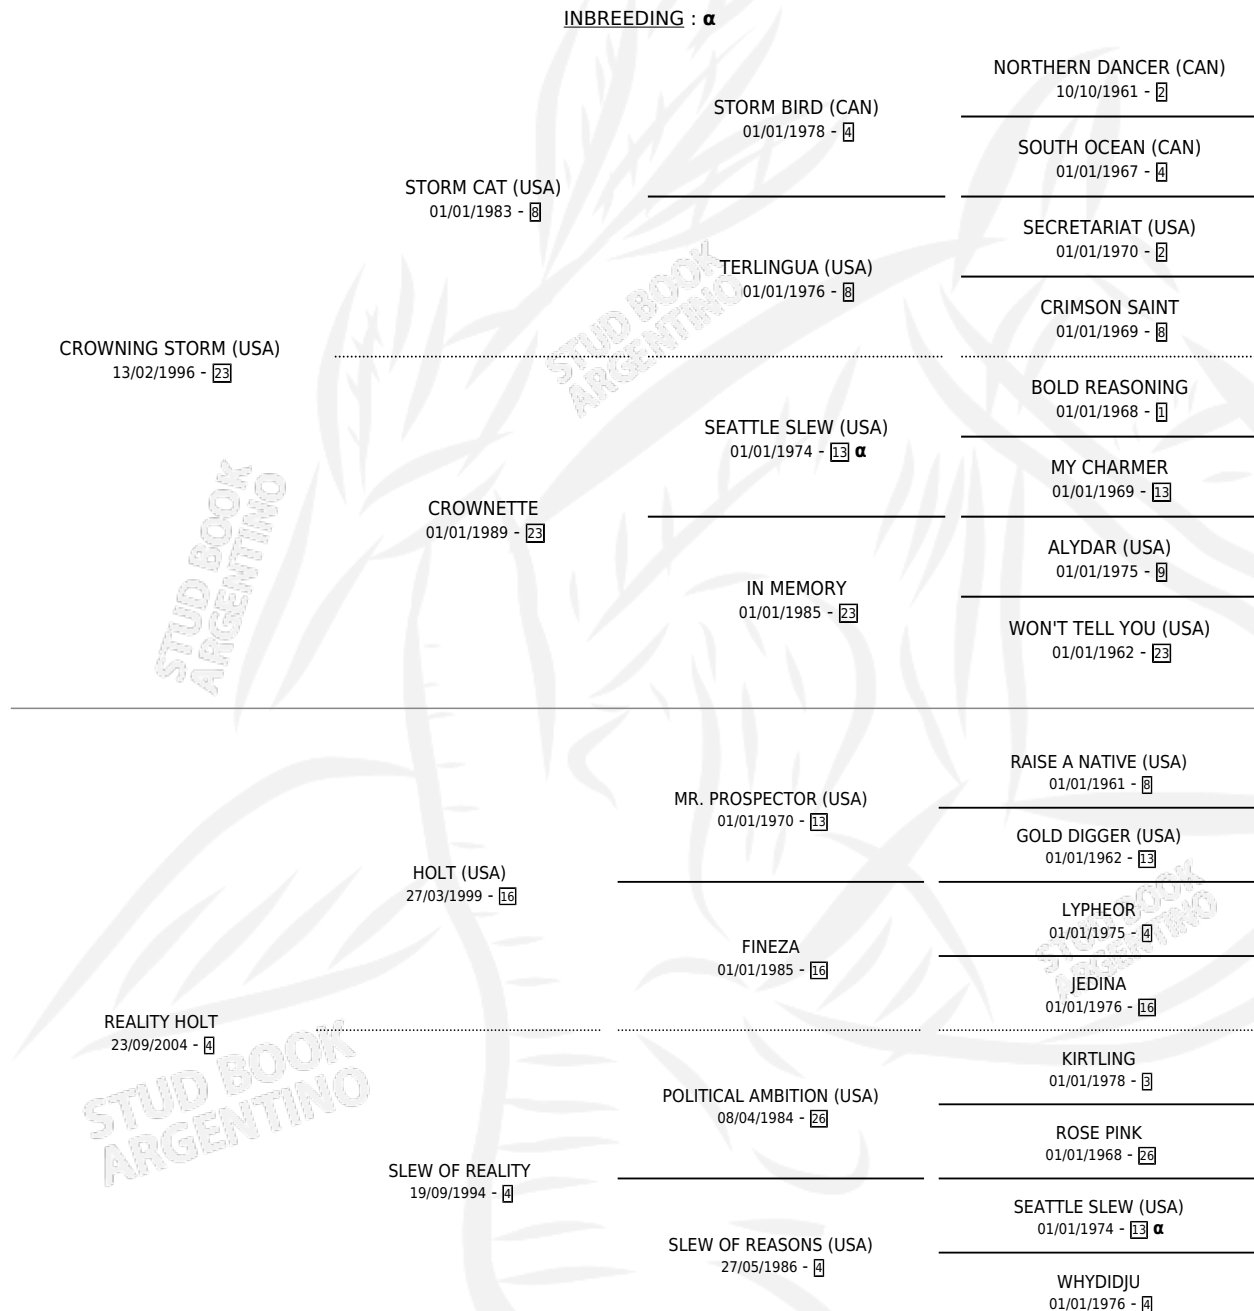 INBREEDING : α
NORTHERN DANCER (CAN)
10/10/1961 - 2
STORM BIRD (CAN)
01/01/1978 - 4
SOUTH OCEAN (CAN)
01/01/1967 - 4
STORM CAT (USA)
01/01/1983 - 8
SECRETARIAT (USA)
01/01/1970 - 2
TERLINGUA (USA)
01/01/1976 - 8
CRIMSON SAINT
01/01/1969 - 8
CROWNING STORM (USA)
13/02/1996 - 23
BOLD REASONING
01/01/1968 - 1
SEATTLE SLEW (USA)
01/01/1974 - 13 α
MY CHARMER
01/01/1969 - 13
CROWNETTE
01/01/1989 - 23
ALYDAR (USA)
01/01/1975 - 9
IN MEMORY
01/01/1985 - 23
WON'T TELL YOU (USA)
01/01/1962 - 23
RAISE A NATIVE (USA)
01/01/1961 - 8
MR. PROSPECTOR (USA)
01/01/1970 - 13
GOLD DIGGER (USA)
01/01/1962 - 13
HOLT (USA)
27/03/1999 - 16
LYPHEOR
01/01/1975 - 4
FINEZA
01/01/1985 - 16
JEDINA
01/01/1976 - 16
REALITY HOLT
23/09/2004 - 4
KIRTLING
01/01/1978 - 3
POLITICAL AMBITION (USA)
08/04/1984 - 26
ROSE PINK
01/01/1968 - 26
SLEW OF REALITY
19/09/1994 - 4
SEATTLE SLEW (USA)
01/01/1974 - 13 α
SLEW OF REASONS (USA)
27/05/1986 - 4
WHYDIDJU
01/01/1976 - 4
STUD BOOK
ARGENTINO
STUD BOOK
ARGENTINO
STUD BOOK
ARGENTINO
STUD BOOK
ARGENTINO